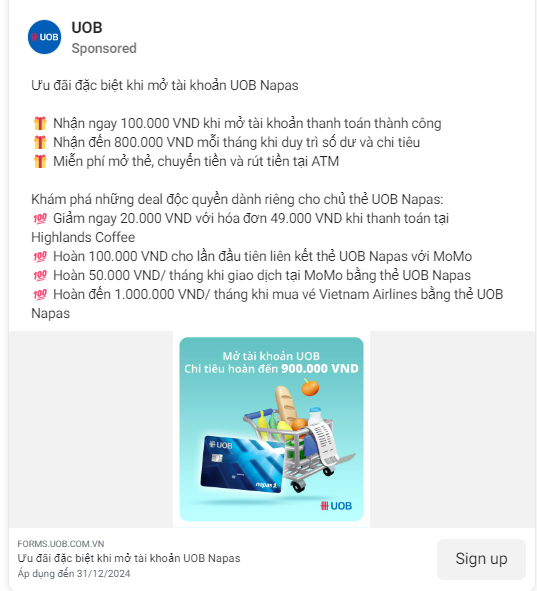 UOB
UOB
Sponsored
Ưu đãi đặc biệt khi mở tài khoản UOB Napas
🎁 Nhận ngay 100.000 VND khi mở tài khoản thanh toán thành công
🎁 Nhận đến 800.000 VND mỗi tháng khi duy trì số dư và chi tiêu
🎁 Miễn phí mở thẻ, chuyển tiền và rút tiền tại ATM
Khám phá những deal độc quyền dành riêng cho chủ thẻ UOB Napas:
💯 Giảm ngay 20.000 VND với hóa đơn 49.000 VND khi thanh toán tại
Highlands Coffee
💯 Hoàn 100.000 VND cho lần đầu tiên liên kết thẻ UOB Napas với MoMo
💯 Hoàn 50.000 VND/ tháng khi giao dịch tại MoMo bằng thẻ UOB Napas
💯 Hoàn đến 1.000.000 VND/ tháng khi mua vé Vietnam Airlines bằng thẻ UOB
Napas
Mở tài khoản UOB
Chi tiêu hoàn đến 900.000 VND
UOB
napas
UOB
FORMS.UOB.COM.VN
Ưu đãi đặc biệt khi mở tài khoản UOB Napas
Áp dụng đến 31/12/2024
Sign up